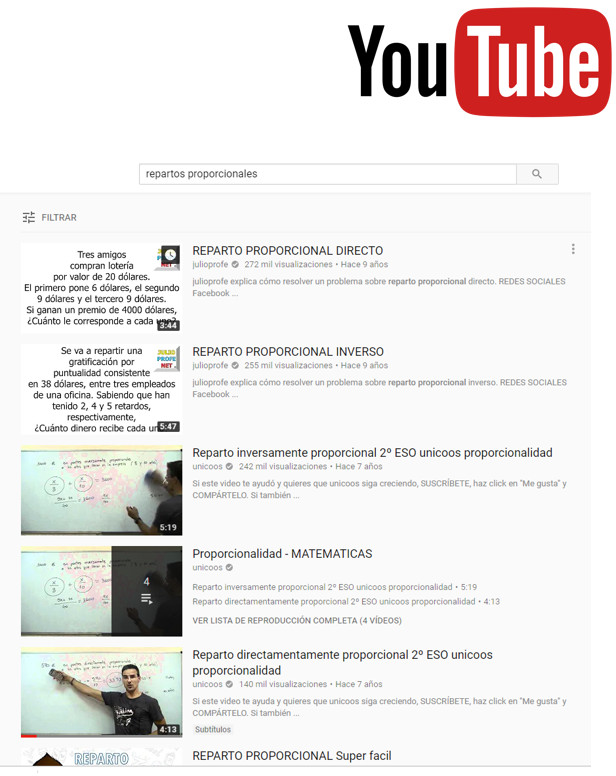 YouTube
repartos proporcionales
FILTRAR
Tres amigos
compran lotería
por valor de 20 dólares.
El primero pone 6 dólares, el segundo
9 dólares y el tercero 9 dólares.
Si ganan un premio de 4000 dólares,
¿Cuánto le corresponde a cada uno?
3:44
REPARTO PROPORCIONAL DIRECTO
julioprofe 272 mil visualizaciones • Hace 9 años
julioprofe explica cómo resolver un problema sobre reparto proporcional directo. REDES SOCIALES
Facebook ...
Se va a repartir una
gratificación por
puntualidad consistente
en 38 dólares, entre tres empleados
de una oficina. Sabiendo que han
tenido 2, 4 y 5 retardos,
respectivamente,
¿Cuánto dinero recibe cada un
JULIO
PROFE
NET
5:47
REPARTO PROPORCIONAL INVERSO
julioprofe 255 mil visualizaciones • Hace 9 años
julioprofe explica cómo resolver un problema sobre reparto proporcional inverso. REDES SOCIALES
Facebook ...
5:19
Reparto inversamente proporcional 2º ESO unicoos proporcionalidad
unicoos 242 mil visualizaciones • Hace 7 años
Si este video te ayudó y quieres que unicoos siga creciendo, SUSCRÍBETE, haz click en "Me gusta" y
COMPÁRTELO. Si también ...
4
Proporcionalidad - MATEMATICAS
unicoos
Reparto inversamente proporcional 2º ESO unicoos proporcionalidad • 5:19
Reparto directamentamente proporcional 2º ESO unicoos proporcionalidad • 4:13
VER LISTA DE REPRODUCCIÓN COMPLETA (4 VÍDEOS)
4:13
Reparto directamentamente proporcional 2º ESO unicoos
proporcionalidad
unicoos 140 mil visualizaciones • Hace 7 años
Si este video te ayuda y quieres que unicoos siga creciendo, SUSCRÍBETE, haz click en "Me gusta" y
COMPÁRTELO. Si también ...
Subtítulos
REPARTO
REPARTO PROPORCIONAL Super facil